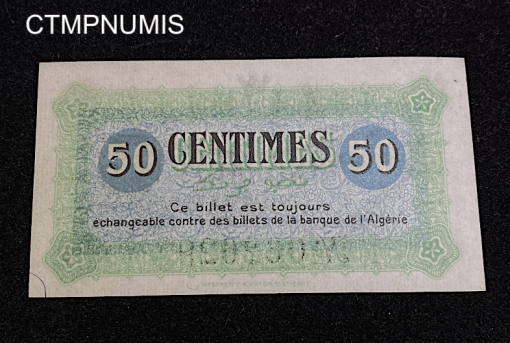 CTMPNUMIS
50 CENTIMES 50
Ce billet est toujours
échangeable contre des billets de la banque de l'Algérie